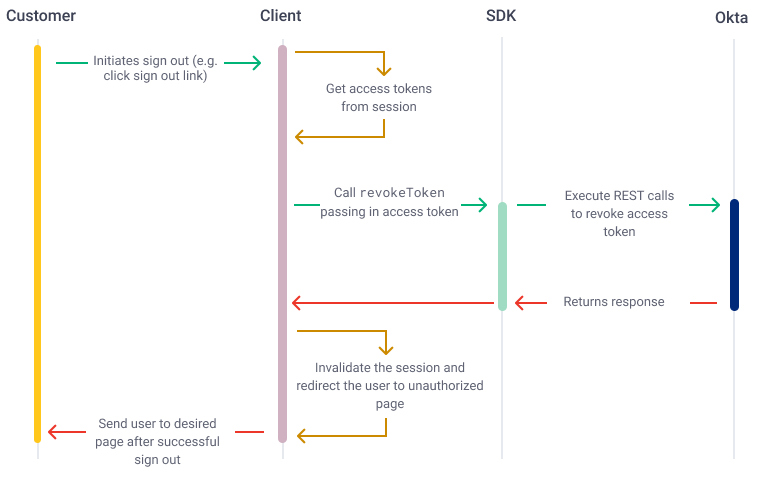 Customer
Client
SDK
Okta
Initiates sign out (e.g.
click sign out link)
Get access tokens
from session
Call revokeToken
passing in access token
Execute REST calls
to revoke access
token
Returns response
Invalidate the session and
redirect the user to unauthorized
page
Send user to desired
page after successful
sign out